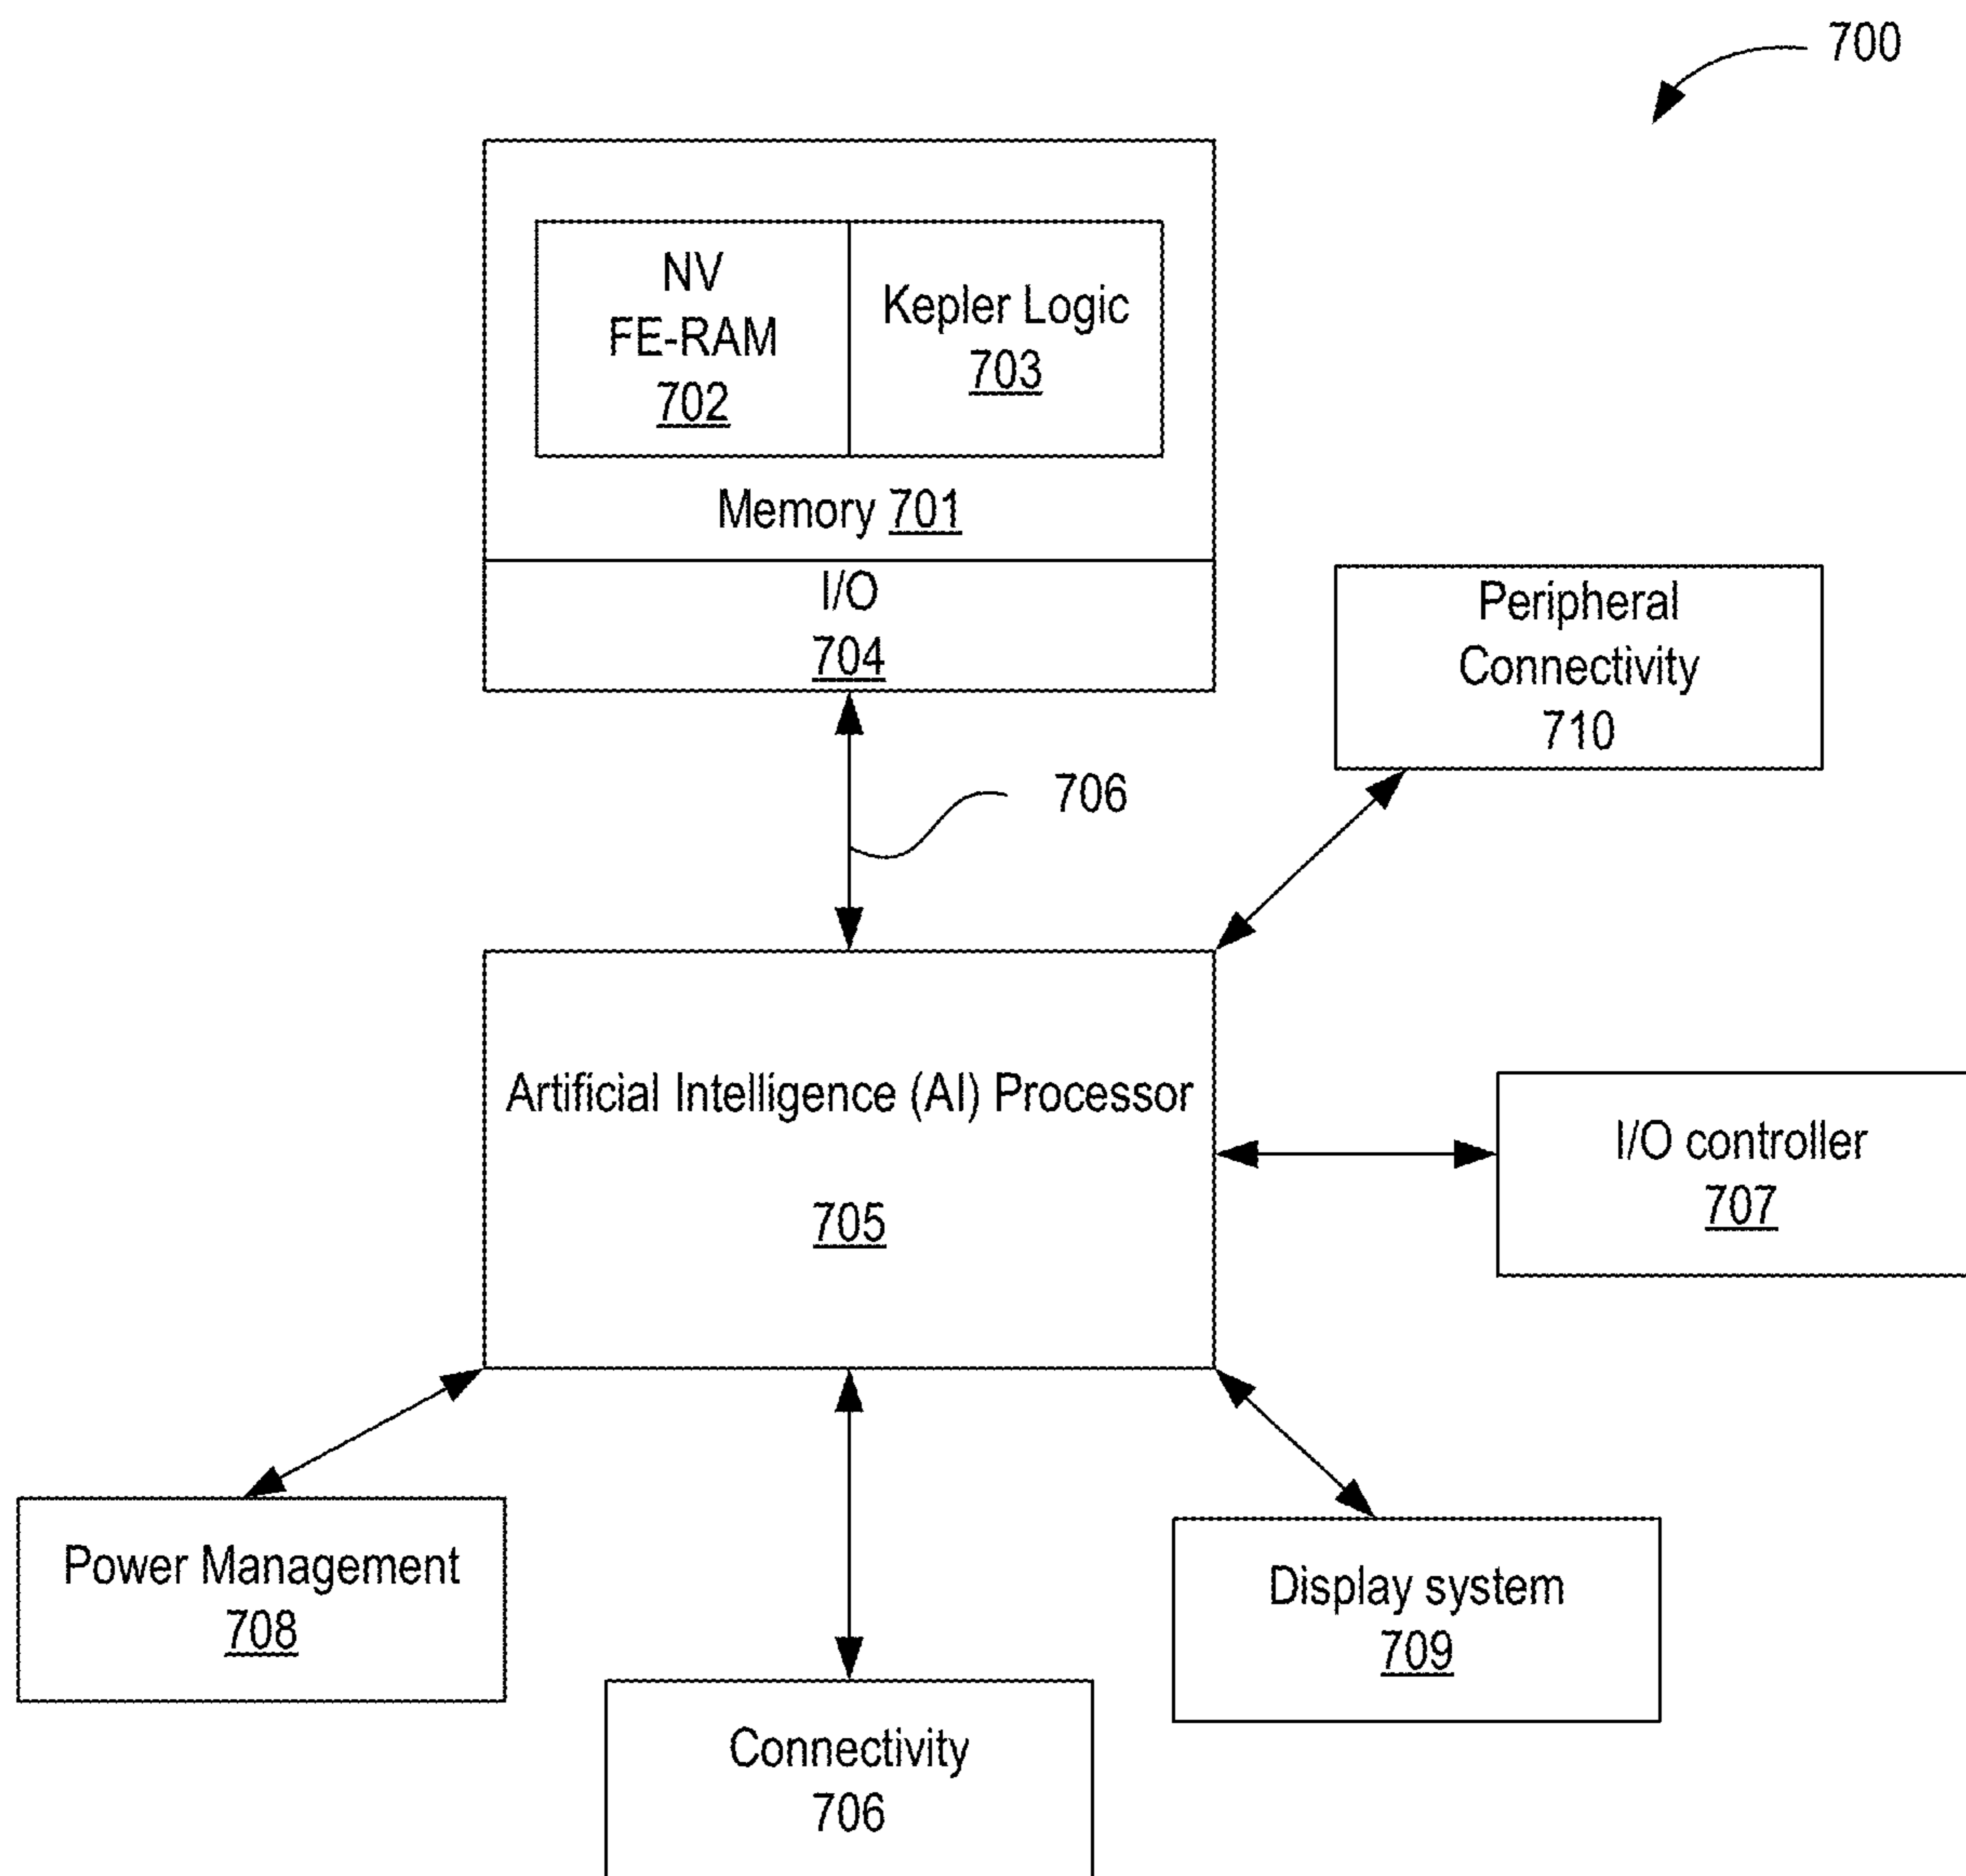 700
NV
FE-RAM
702
Kepler Logic
703
Memory 701
I/O
704
Peripheral
Connectivity
710
706
Artificial Intelligence (AI) Processor
705
I/O controller
707
Power Management
708
Display system
709
Connectivity
706